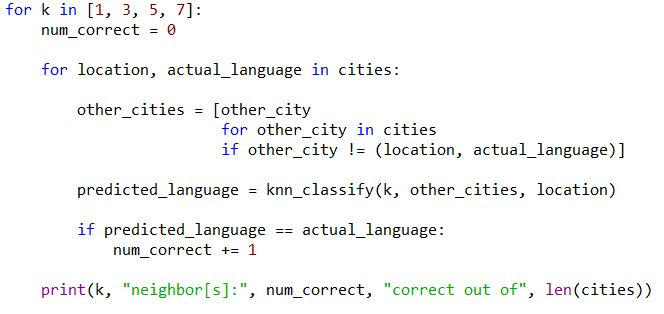 for k in [1, 3, 5, 7]:
    num_correct = 0

    for location, actual_language in cities:

        other_cities = [other_city
                        for other_city in cities
                        if other_city != (location, actual_language)]

        predicted_language = knn_classify(k, other_cities, location)

        if predicted_language == actual_language:
            num_correct += 1

    print(k, "neighbor[s]:", num_correct, "correct out of", len(cities))